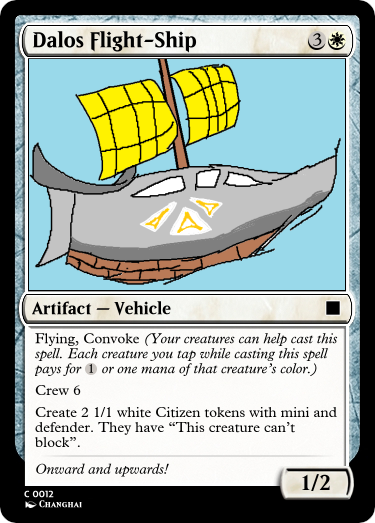 Dalos Flight-Ship 3
Artifact — Vehicle
Flying, Convoke (Your creatures can help cast this
spell. Each creature you tap while casting this spell
pays for 1 or one mana of that creature's color.)
Crew 6
Create 2 1/1 white Citizen tokens with mini and
defender. They have “This creature can't
block”.
Onward and upwards!
1/2
C 0012
Changhai